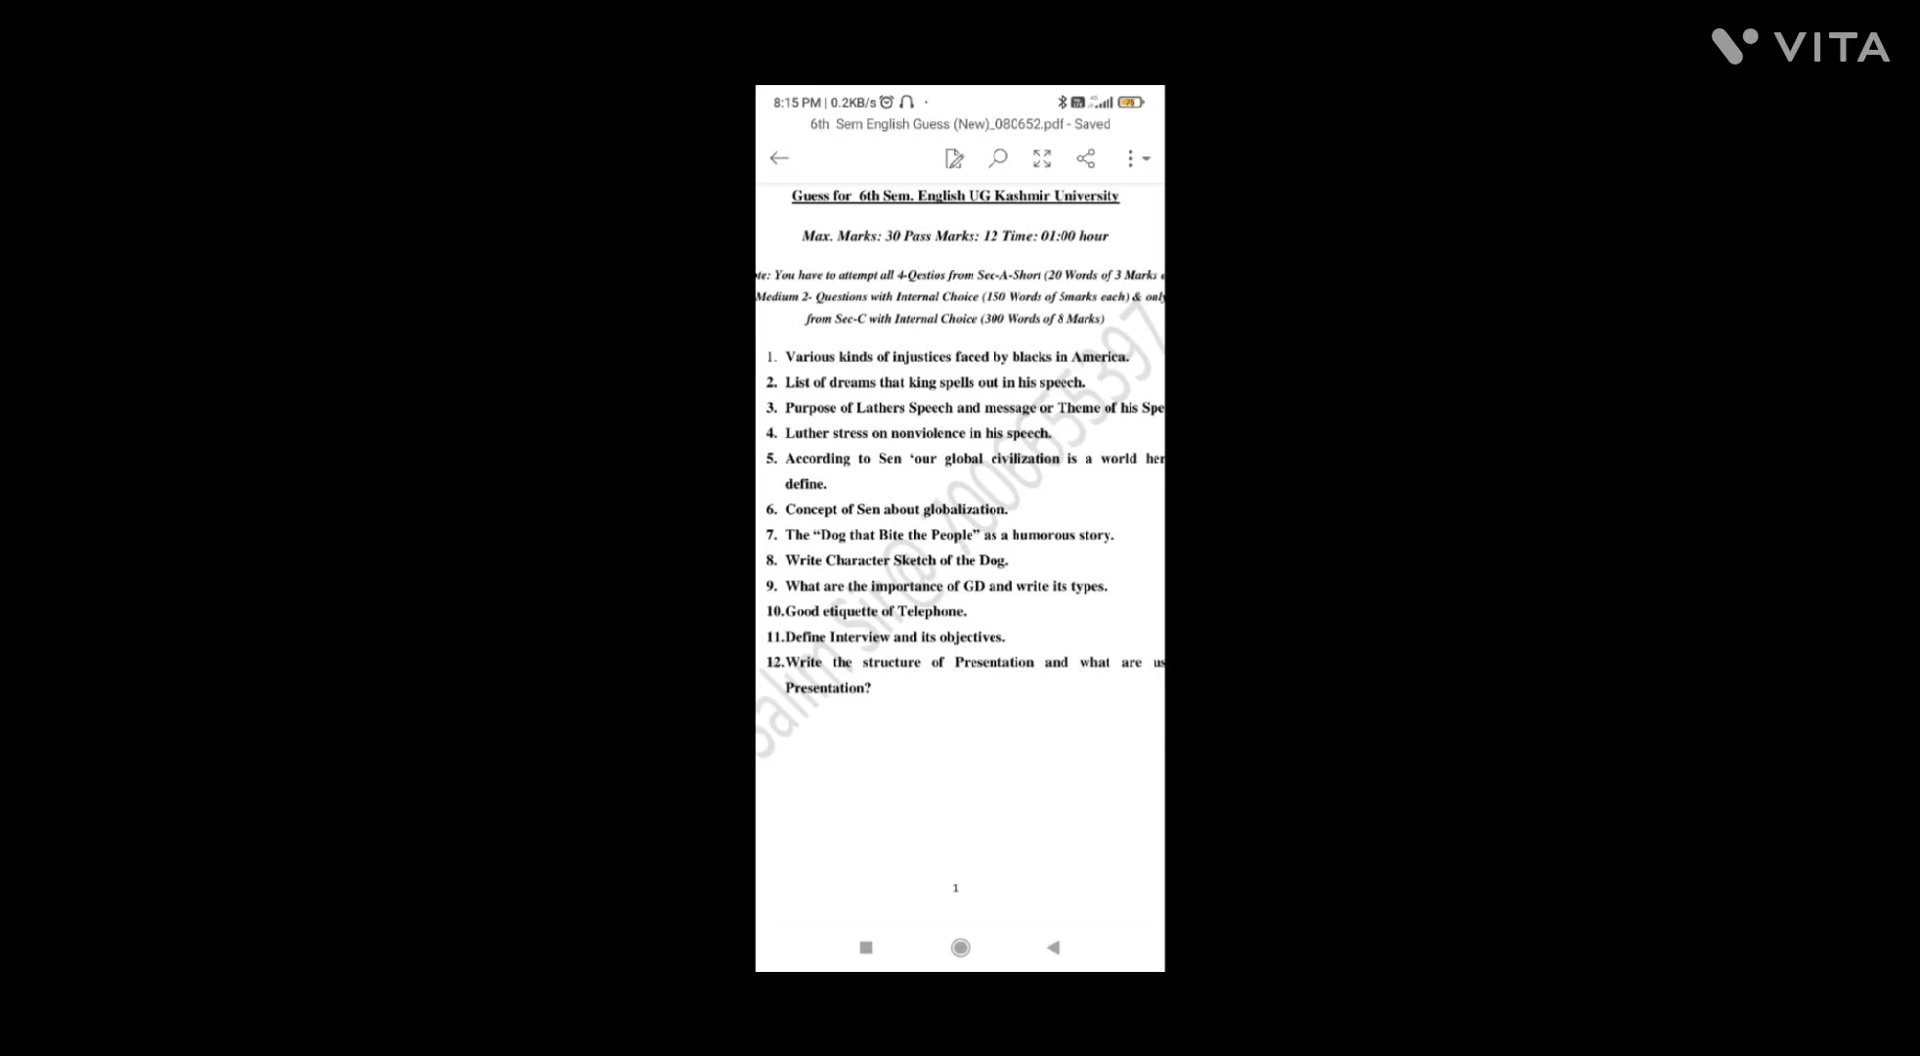 VITA
8:15 PM | 0.2KB/s
75
6th Sem English Guess (New)_080652.pdf - Saved
Guess for 6th Sem. English UG Kashmir University
Max. Marks: 30 Pass Marks: 12 Time: 01:00 hour
te: You have to attempt all 4-Qestios from Sec-A-Short (20 Words of 3 Marks
Medium 2- Questions with Internal Choice (150 Words of 5marks each) & only
from Sec-C with Internal Choice (300 Words of 8 Marks)
1. Various kinds of injustices faced by blacks in America.
2. List of dreams that king spells out in his speech.
3. Purpose of Lathers Speech and message or Theme of his Spe
4. Luther stress on nonviolence in his speech.
5. According to Sen ‘our global civilization is a world her
define.
6. Concept of Sen about globalization.
7. The “Dog that Bite the People” as a humorous story.
8. Write Character Sketch of the Dog.
9. What are the importance of GD and write its types.
10.Good etiquette of Telephone.
11.Define Interview and its objectives.
12.Write the structure of Presentation and what are us
Presentation?
alim Sir@ 7006655397
1